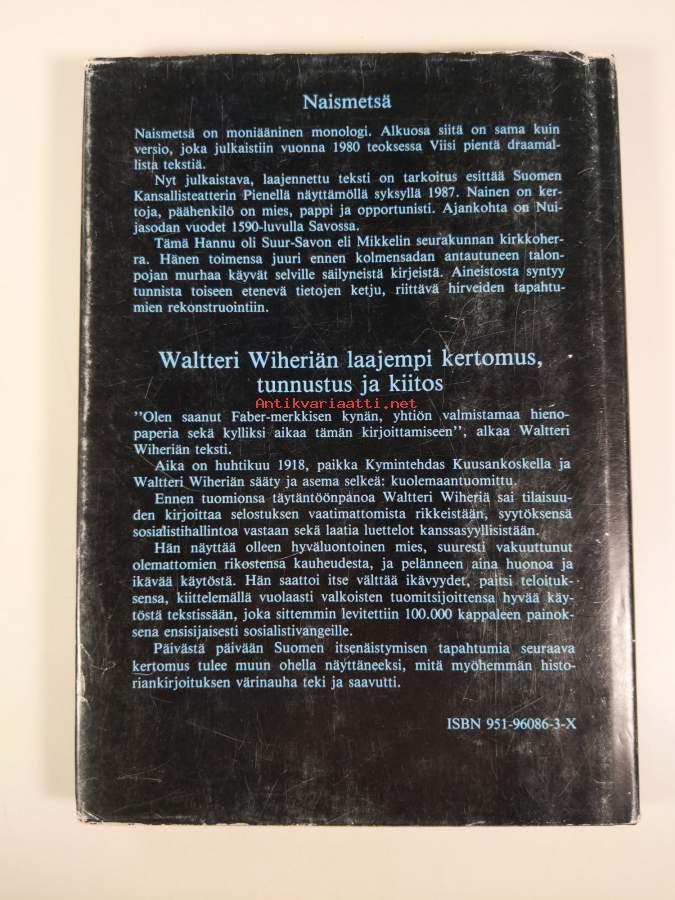 Naismetsä
Naismetsä on moniääninen monologi. Alkuosa siitä on sama kuin
versio, joka julkaistiin vuonna 1980 teoksessa Viisi pientä draamal-
lista tekstiä.
Nyt julkaistava, laajennettu teksti on tarkoitus esittää Suomen
Kansallisteatterin Pienellä näyttämöllä syksyllä 1987. Nainen on ker-
toja, päähenkilö on mies, pappi ja opportunisti. Ajankohta on Nui-
jasodan vuodet 1590-luvulla Savossa.
Tämä Hannu oli Suur-Savon eli Mikkelin seurakunnan kirkkoher-
ra. Hänen toimensa juuri ennen kolmensadan antautuneen talon-
pojan murhaa käyvät selville säilyneistä kirjeistä. Aineistosta syntyy
tunnista toiseen etenevä tietojen ketju, riittävä hirveiden tapahtu-
mien rekonstruointiin.
Waltteri Wiheriän laajempi kertomus,
tunnustus ja kiitos
Antikvariaatti.net
"Olen saanut Faber-merkkisen kynän, yhtiön valmistamaa hieno-
paperia sekä kylliksi aikaa tämän kirjoittamiseen", alkaa Waltteri
Wiheriän teksti.
Aika on huhtikuu 1918, paikka Kymintehdas Kuusankoskella ja
Waltteri Wiheriän sääty ja asema selkeä: kuolemaantuomittu.
Ennen tuomionsa täytäntöönpanoa Waltteri Wiheriä sai tilaisuu-
den kirjoittaa selostuksen vaatimattomista rikkeistään, syytöksensä
sosialistihallintoa vastaan sekä laatia luettelot kanssasyyllisistään.
Hän näyttää olleen hyväluontoinen mies, suuresti vakuuttunut
olemattomien rikostensa kauheudesta, ja pelänneen aina huonoa ja
ikävää käytöstä. Hän saattoi itse välttää ikävyydet, paitsi teloituk-
sensa, kiittelemällä vuolaasti valkoisten tuomitsijoittensa hyvää käy-
töstä tekstissään, joka sittemmin levitettiin 100.000 kappaleen painok-
sena ensisijaisesti sosialistivangeille.
Päivästä päivään Suomen itsenäistymisen tapahtumia seuraava
kertomus tulee muun ohella näyttäneeksi, mitä myöhemmän histo-
riankirjoituksen värinauha teki ja saavutti.
ISBN 951-96086-3-X